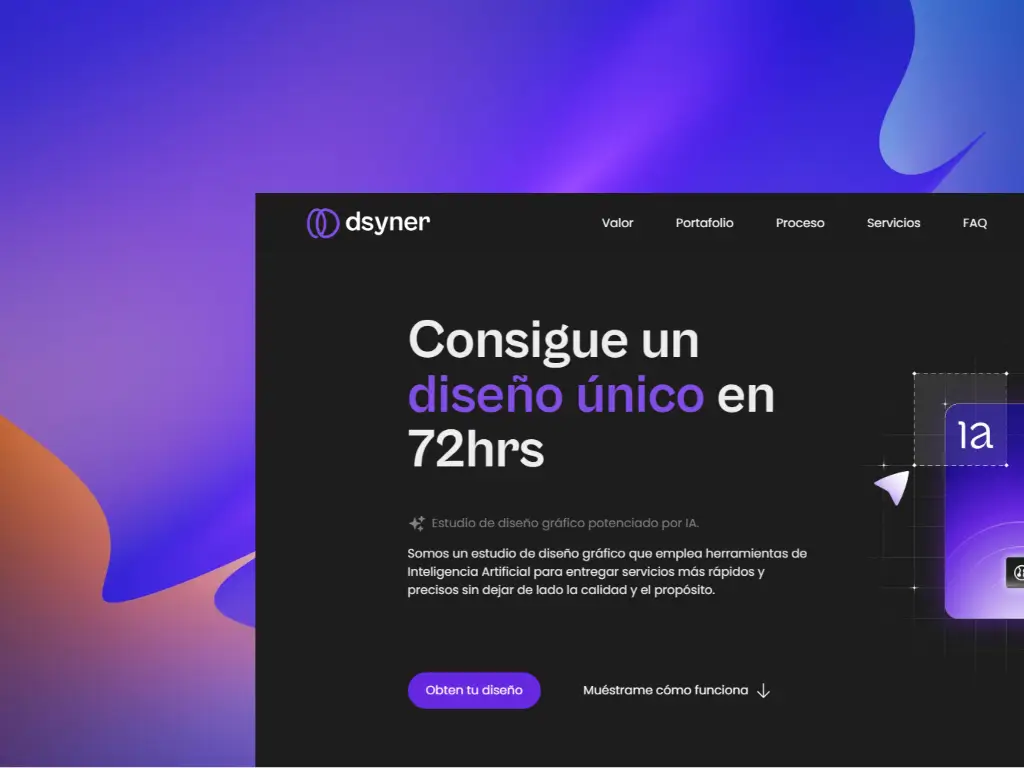 dsyner
Valor
Portafolio
Proceso
Servicios
FAQ
Consigue un
diseño único en
72hrs
Estudio de diseño gráfico potenciado por IA.
Somos un estudio de diseño gráfico que emplea herramientas de
Inteligencia Artificial para entregar servicios más rápidos y
precisos sin dejar de lado la calidad y el propósito.
ıa
Obten tu diseño
Muéstrame cómo funciona